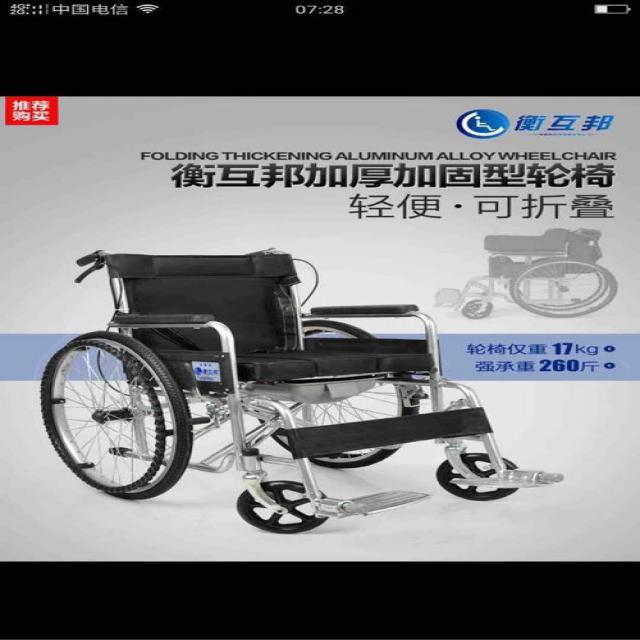 中国电信
07:28
推荐
购买
衡互邦
FOLDING THICKENING ALUMINUM ALLOY WHEELCHAIR
衡互邦加厚加固型轮椅
轻便·可折叠
轮椅仅重17kg
强承重260斤